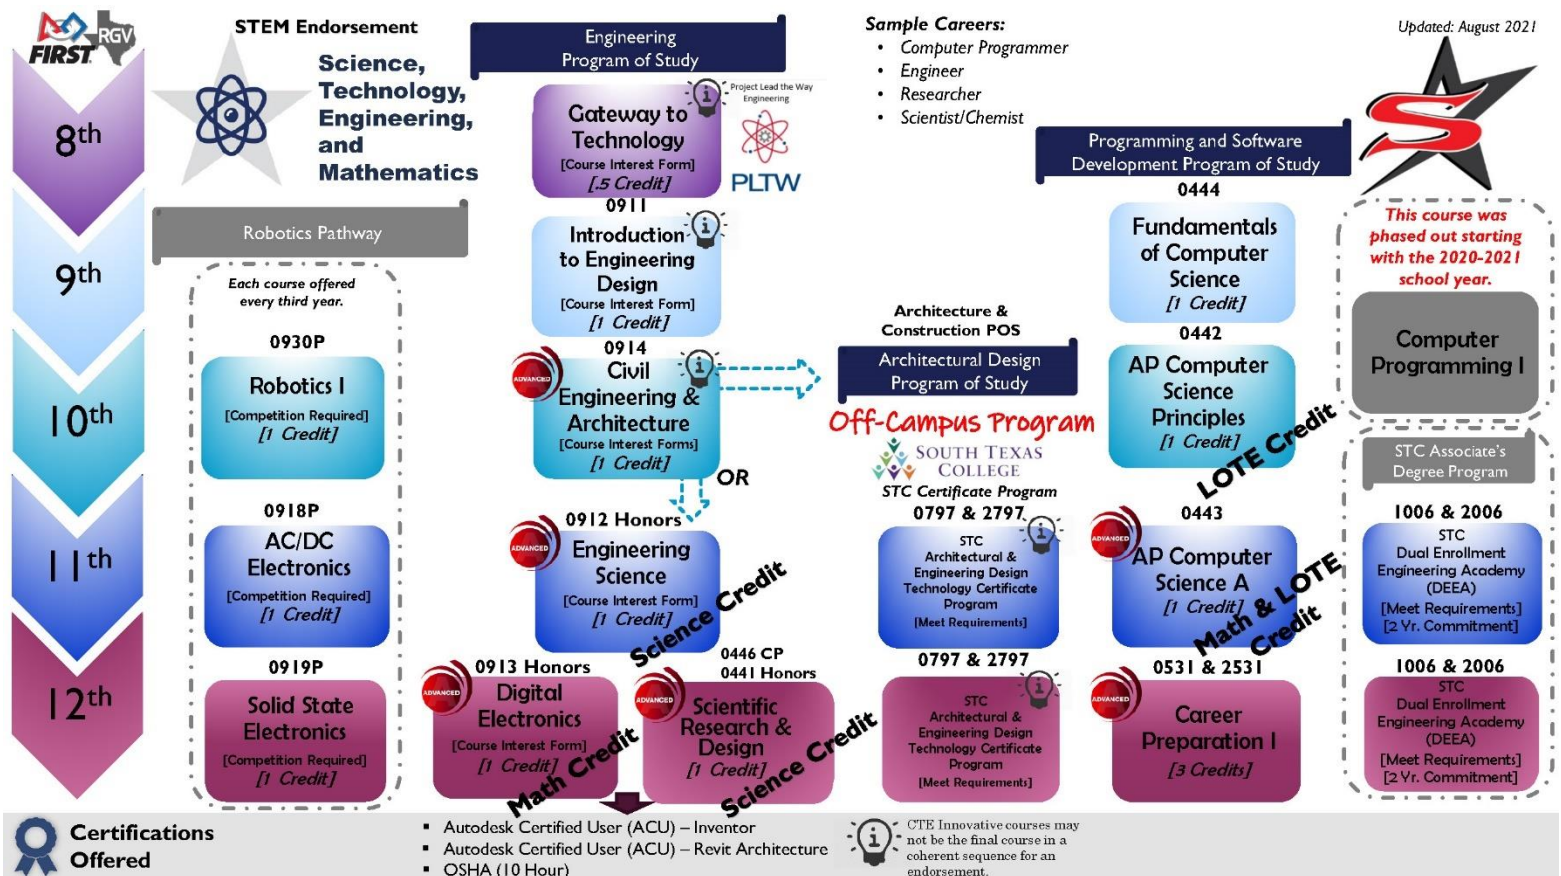 FIRST
RGV
STEM Endorsement
Science,
Technology,
Engineering,
and
Mathematics
Engineering
Program of Study
Sample Careers:
• Computer Programmer
• Engineer
• Researcher
• Scientist/Chemist
Updated: August 2021
S
8th
9th
10th
11th
12th
Robotics Pathway
Each course offered
every third year.
0930P
Robotics I
[Competition Required]
[1 Credit]
0918P
AC/DC
Electronics
[Competition Required]
[1 Credit]
0919P
Solid State
Electronics
[Competition Required]
[1 Credit]
Gateway to
Technology
[Course Interest Form]
[.5 Credit]
Project Lead the Way
Engineering
PLTW
0911
Introduction
to Engineering
Design
[Course Interest Form]
[1 Credit]
0914
ADVANCED
Civil
Engineering &
Architecture
[Course Interest Forms]
[1 Credit]
OR
0912 Honors
ADVANCED
Engineering
Science
[Course Interest Form]
[1 Credit]
Science Credit
0913 Honors
ADVANCED
Digital
Electronics
[Course Interest Form]
[1 Credit]
Math Credit
0446 CP
0441 Honors
ADVANCED
Scientific
Research &
Design
[1 Credit]
Science Credit
Architecture &
Construction POS
Architectural Design
Program of Study
Off-Campus Program
SOUTH TEXAS
COLLEGE
STC Certificate Program
0797 & 2797
STC
Architectural &
Engineering Design
Technology Certificate
Program
[Meet Requirements]
0797 & 2797
STC
Architectural &
Engineering Design
Technology Certificate
Program
[Meet Requirements]
Programming and Software
Development Program of Study
0444
Fundamentals
of Computer
Science
[1 Credit]
0442
AP Computer
Science
Principles
[1 Credit]
LOTE Credit
0443
ADVANCED
AP Computer
Science A
[1 Credit]
Math & LOTE
Credit
0531 & 2531
ADVANCED
Career
Preparation I
[3 Credits]
This course was
phased out starting
with the 2020-2021
school year.
Computer
Programming I
STC Associate's
Degree Program
1006 & 2006
STC
Dual Enrollment
Engineering Academy
(DEEA)
[Meet Requirements]
[2 Yr. Commitment]
1006 & 2006
STC
Dual Enrollment
Engineering Academy
(DEEA)
[Meet Requirements]
[2 Yr. Commitment]
Certifications
Offered
▪ Autodesk Certified User (ACU) – Inventor
▪ Autodesk Certified User (ACU) – Revit Architecture
▪ OSHA (10 Hour)
CTE Innovative courses may
not be the final course in a
coherent sequence for an
endorsement.